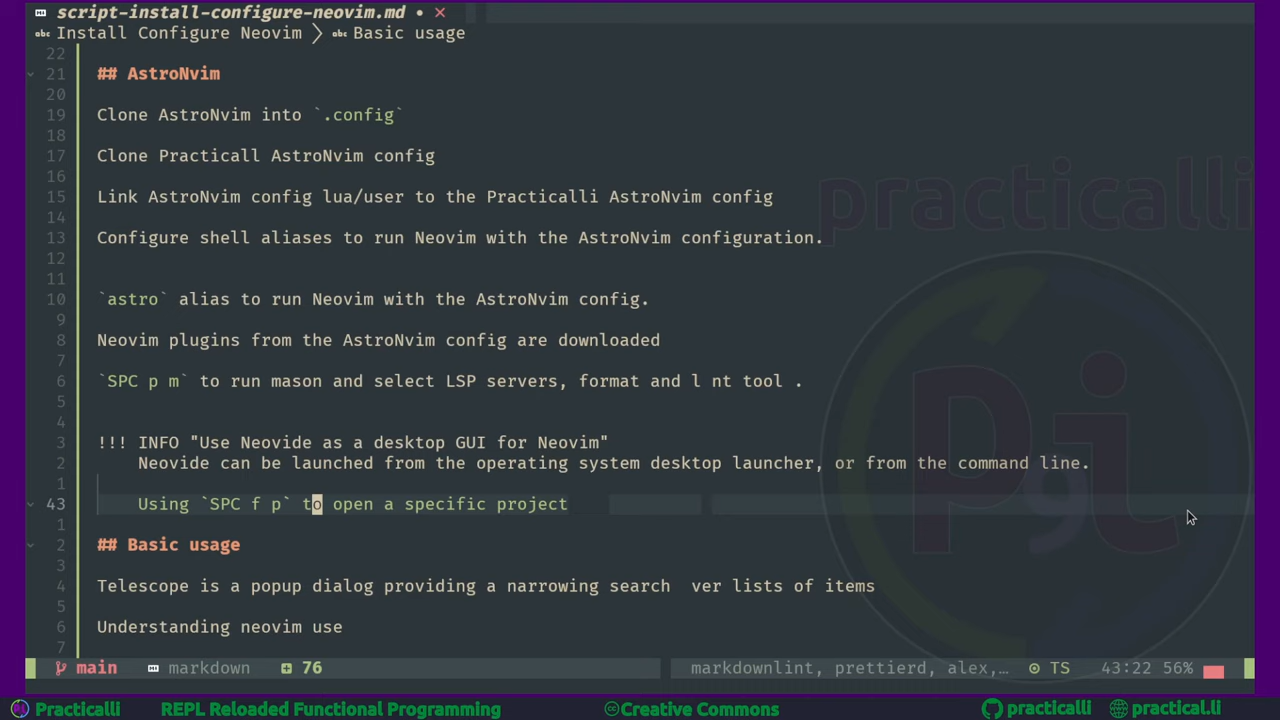 script-install-configure-neovim.md • ✕
Install Configure Neovim 〉 Basic usage
22
21 ## AstroNvim
20
19 Clone AstroNvim into `.config`
18
17 Clone Practicall AstroNvim config
16
15 Link AstroNvim config lua/user to the Practicalli AstroNvim config
14
13 Configure shell aliases to run Neovim with the AstroNvim configuration.
12
11
10 `astro` alias to run Neovim with the AstroNvim config.
9
8 Neovim plugins from the AstroNvim config are downloaded
7
6 `SPC p m` to run mason and select LSP servers, format and l nt tool .
5
4
3 !!! INFO "Use Neovide as a desktop GUI for Neovim"
2 Neovide can be launched from the operating system desktop launcher, or from the command line.
1
43 Using `SPC f p` to open a specific project
1
2 ## Basic usage
3
4 Telescope is a popup dialog providing a narrowing search  ver lists of items
5
6 Understanding neovim use
7
main markdown 76 markdownlint, prettierd, alex,… TS 43:22 56%
practicalli
Practicalli REPL Reloaded Functional Programming Creative Commons practicalli practical.li